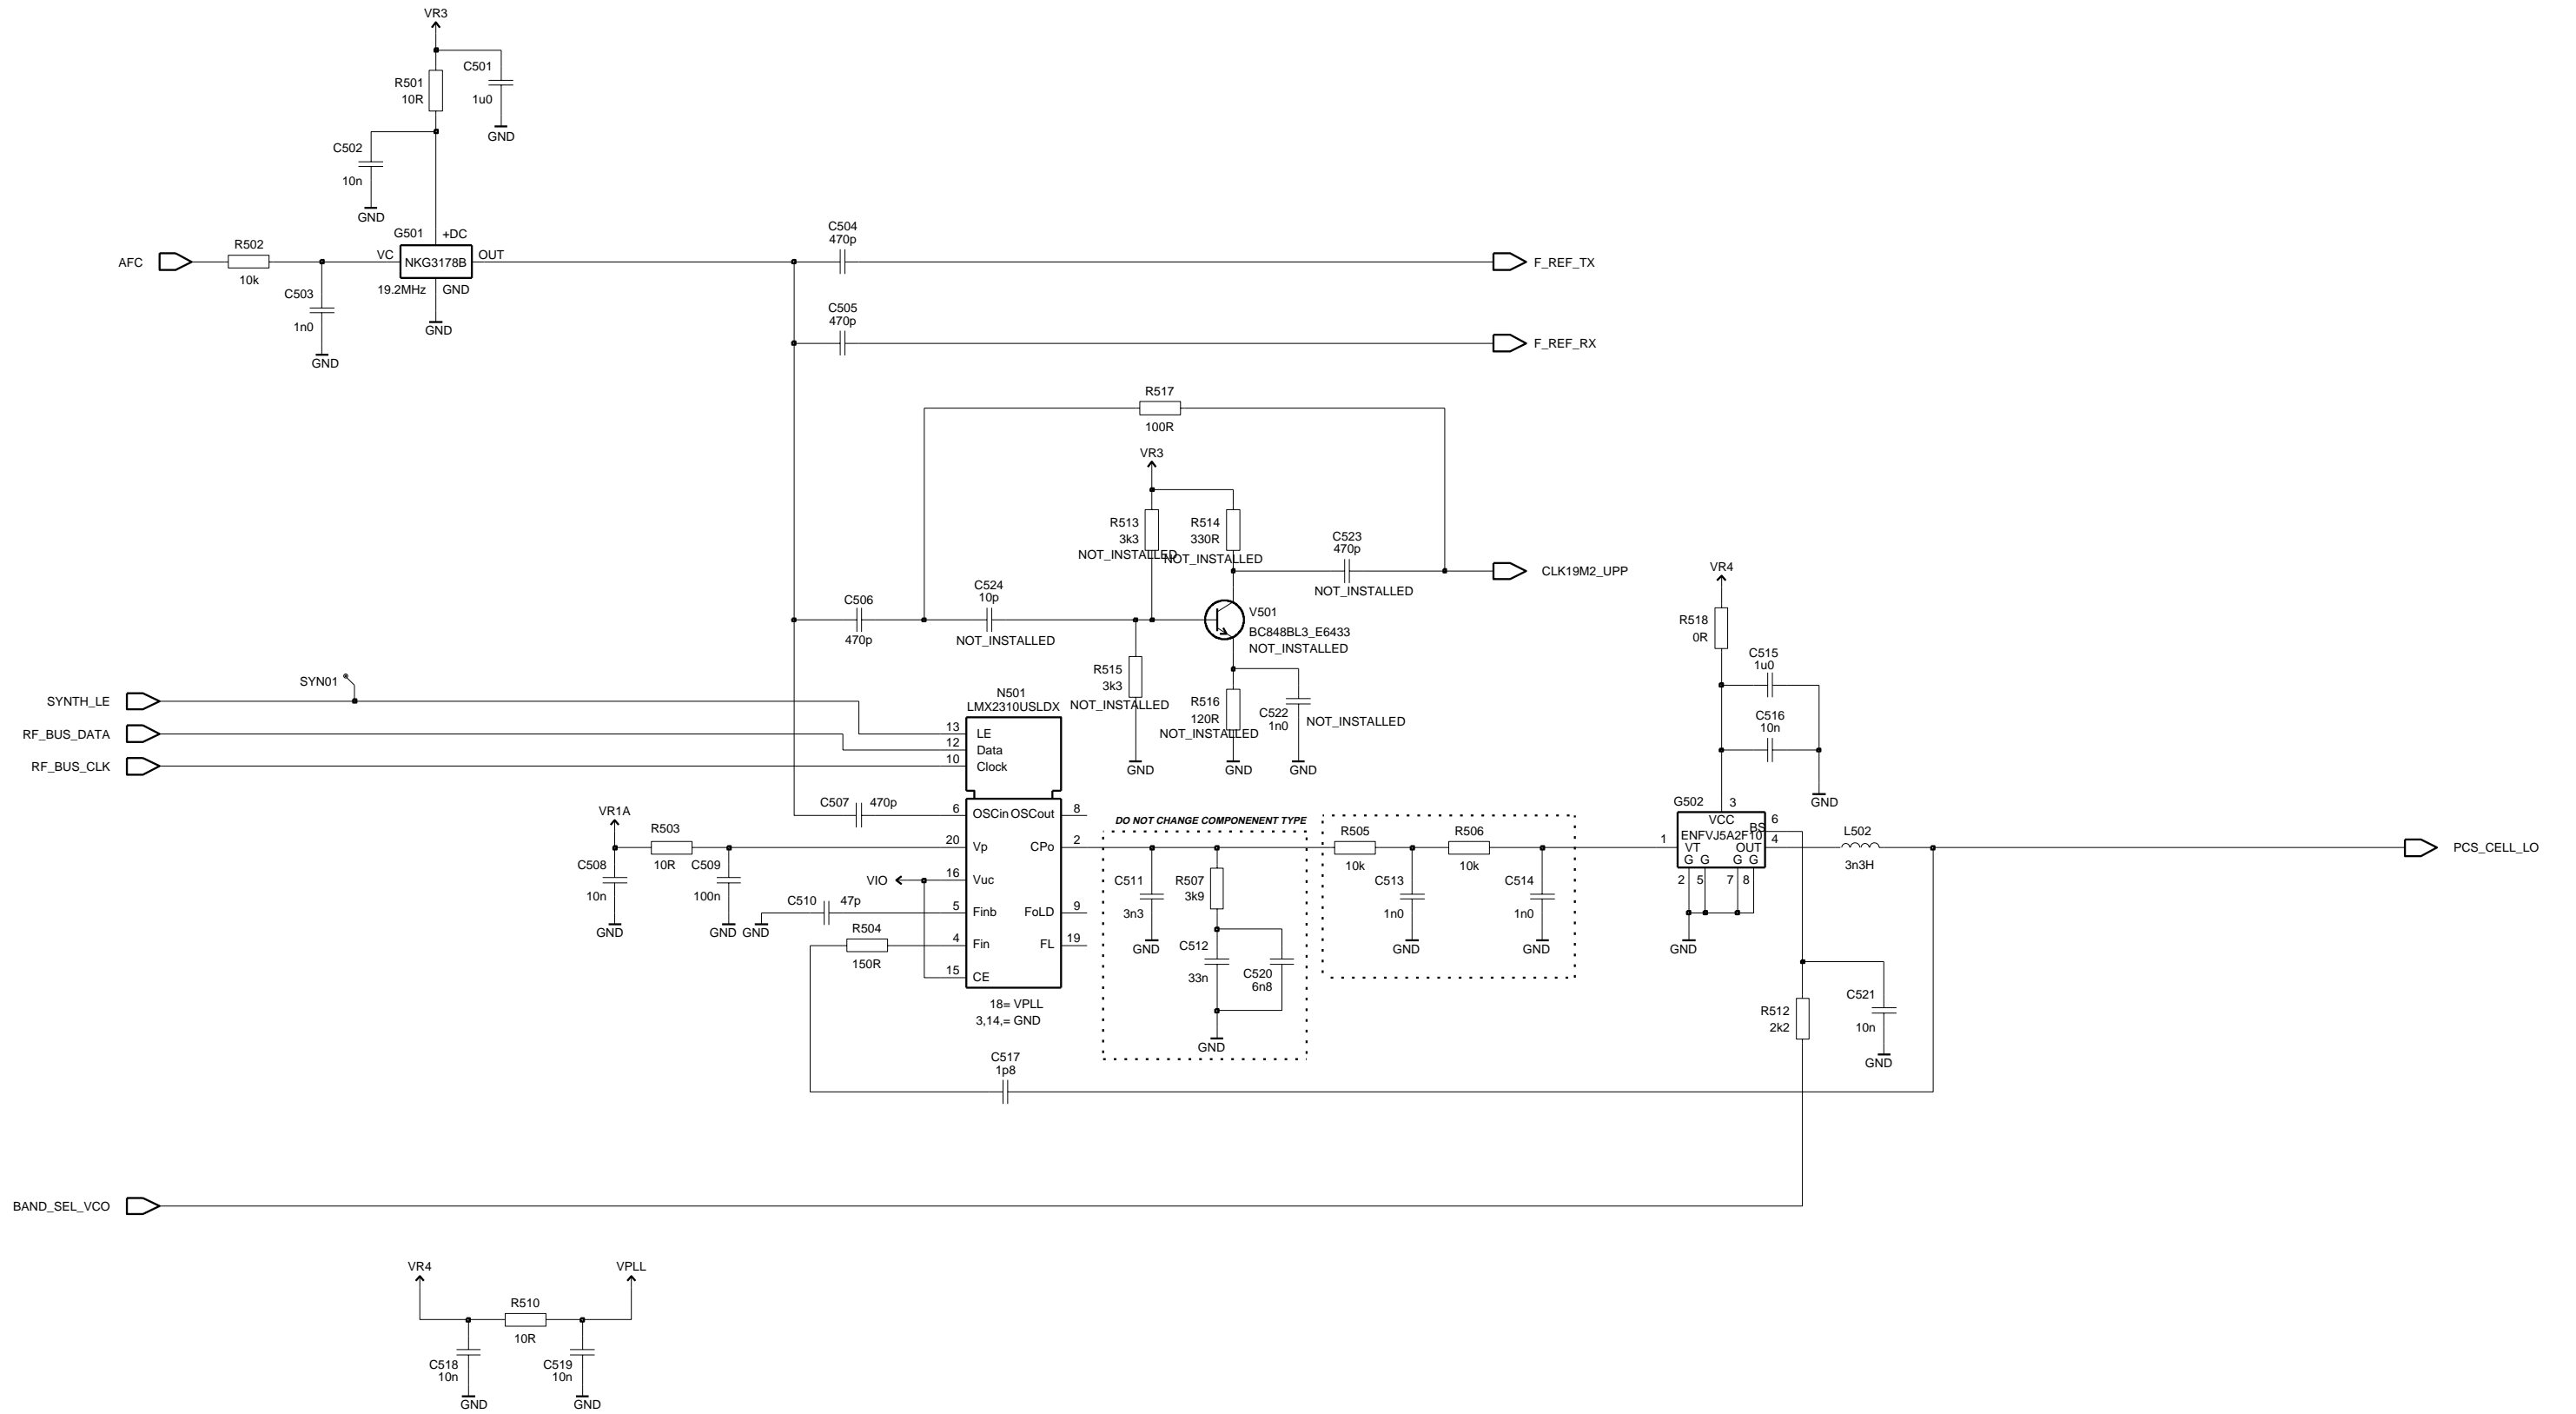 VR3
R501
10R
C501
1u0
GND
C502
10n
GND
G501
+DC
AFC
R502
10k
VC
NKG3178B
OUT
19.2MHz
GND
GND
C503
1n0
GND
C504
470p
F_REF_TX
C505
470p
F_REF_RX
R517
100R
VR3
R513
3k3
NOT_INSTALLED
R514
330R
NOT_INSTALLED
C523
470p
NOT_INSTALLED
CLK19M2_UPP
C506
470p
C524
10p
NOT_INSTALLED
V501
BC848BL3_E6433
NOT_INSTALLED
R515
3k3
NOT_INSTALLED
GND
R516
120R
NOT_INSTALLED
GND
C522
1n0
NOT_INSTALLED
GND
VR4
R518
0R
C515
1u0
C516
10n
GND
SYN01
SYNTH_LE
RF_BUS_DATA
RF_BUS_CLK
N501
LMX2310USLDX
13
LE
12
Data
10
Clock
C507
470p
6
OSCin
OSCout
8
VR1A
R503
10R
C508
10n
GND
C509
100n
GND
20
Vp
CPo
2
VIO
16
Vuc
C510
47p
GND
5
Finb
FoLD
9
R504
150R
4
Fin
FL
19
15
CE
18= VPLL
3,14,= GND
DO NOT CHANGE COMPONENENT TYPE
C511
3n3
GND
R507
3k9
C512
33n
C520
6n8
GND
R505
10k
C513
1n0
GND
R506
10k
C514
1n0
GND
G502
3
VCC
BS
6
ENFVJ5A2F10
1
VT
OUT
4
G G G G
2 5 7 8
GND
L502
3n3H
PCS_CELL_LO
R512
2k2
C521
10n
GND
C517
1p8
BAND_SEL_VCO
VR4
VPLL
R510
10R
C518
10n
GND
C519
10n
GND